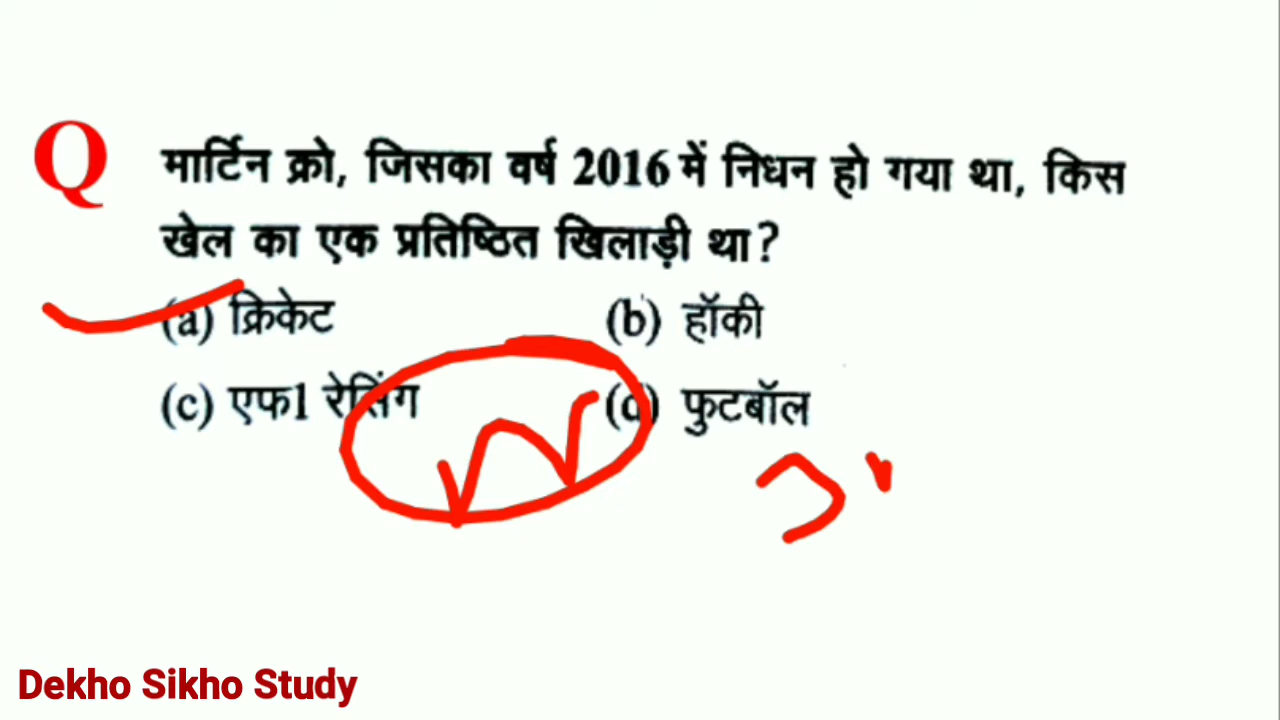 Q मार्टिन क्रो, जिसका वर्ष 2016 में निधन हो गया था, किस
खेल का एक प्रतिष्ठित खिलाड़ी था?
(a) क्रिकेट (b) हॉकी
(c) एफ1 रेसिंग (d) फुटबॉल
Dekho Sikho Study